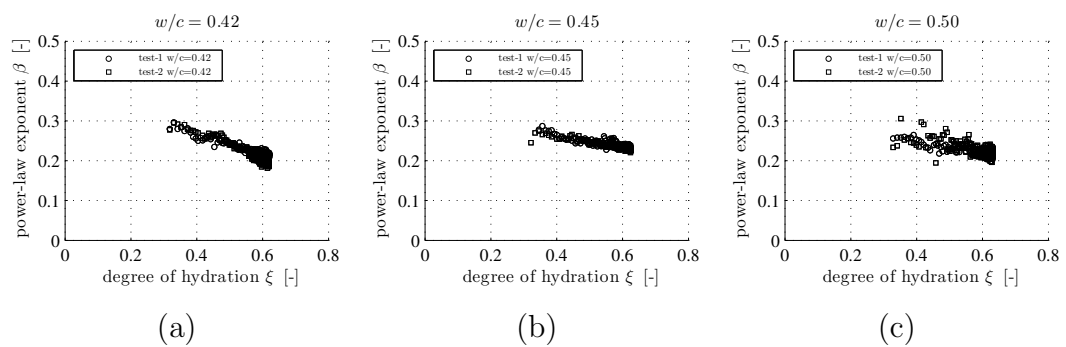 w/c = 0.42
0.5
0.4
0.3
0.2
0.1
0
power-law exponent β [-]
test-1 w/c=0.42
test-2 w/c=0.42
0 0.2 0.4 0.6 0.8
degree of hydration ξ [-]
(a)
w/c = 0.45
0.5
0.4
0.3
0.2
0.1
0
power-law exponent β [-]
test-1 w/c=0.45
test-2 w/c=0.45
0 0.2 0.4 0.6 0.8
degree of hydration ξ [-]
(b)
w/c = 0.50
0.5
0.4
0.3
0.2
0.1
0
power-law exponent β [-]
test-1 w/c=0.50
test-2 w/c=0.50
0 0.2 0.4 0.6 0.8
degree of hydration ξ [-]
(c)